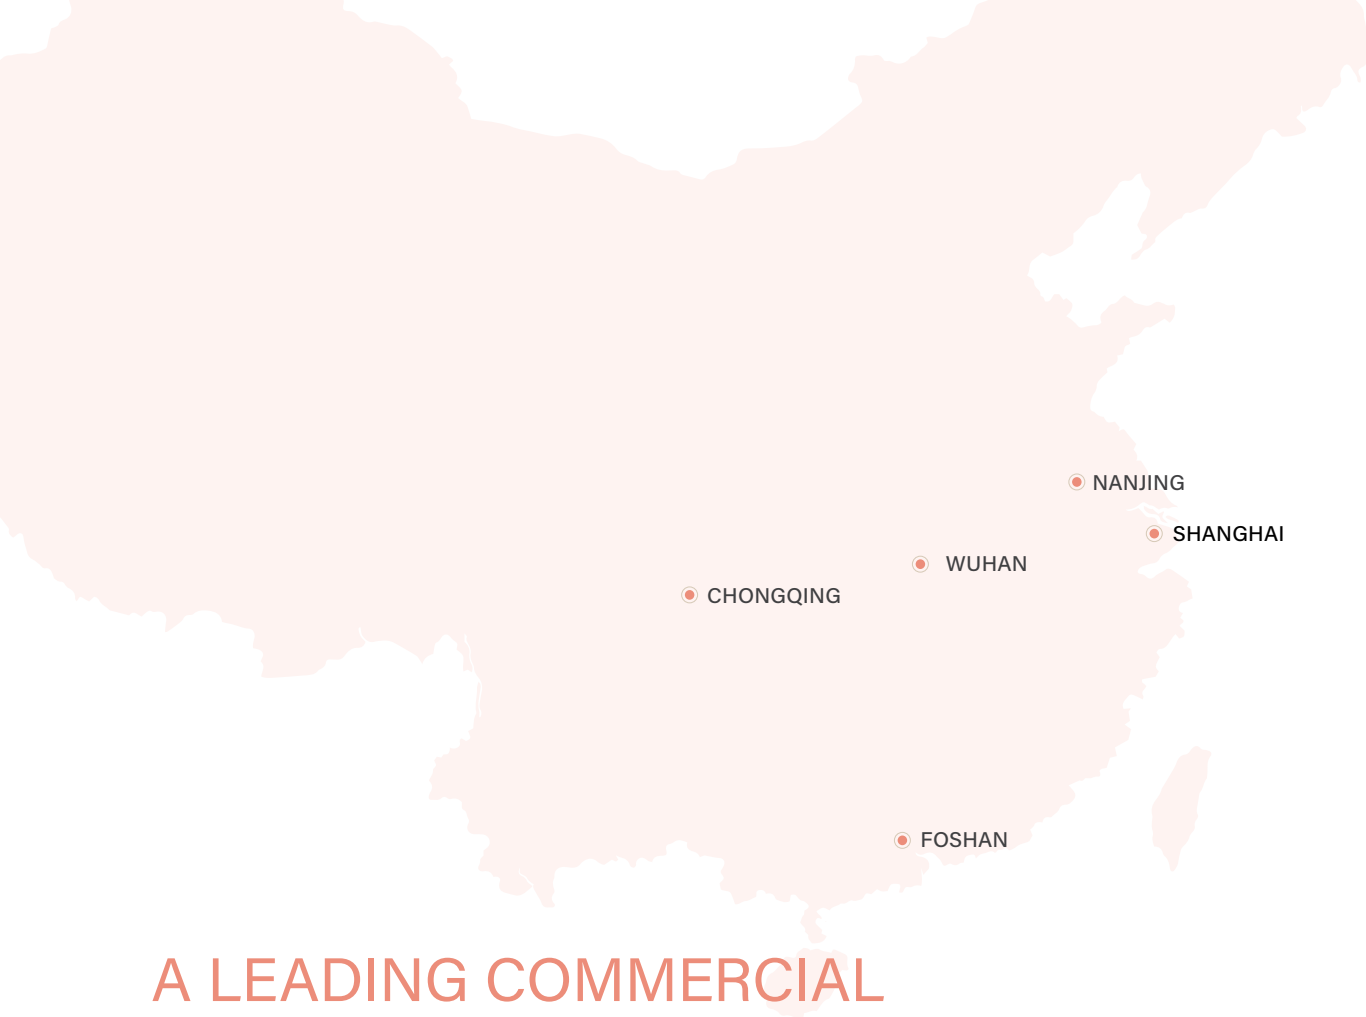 NANJING
SHANGHAI
WUHAN
CHONGQING
FOSHAN
A LEADING COMMERCIAL